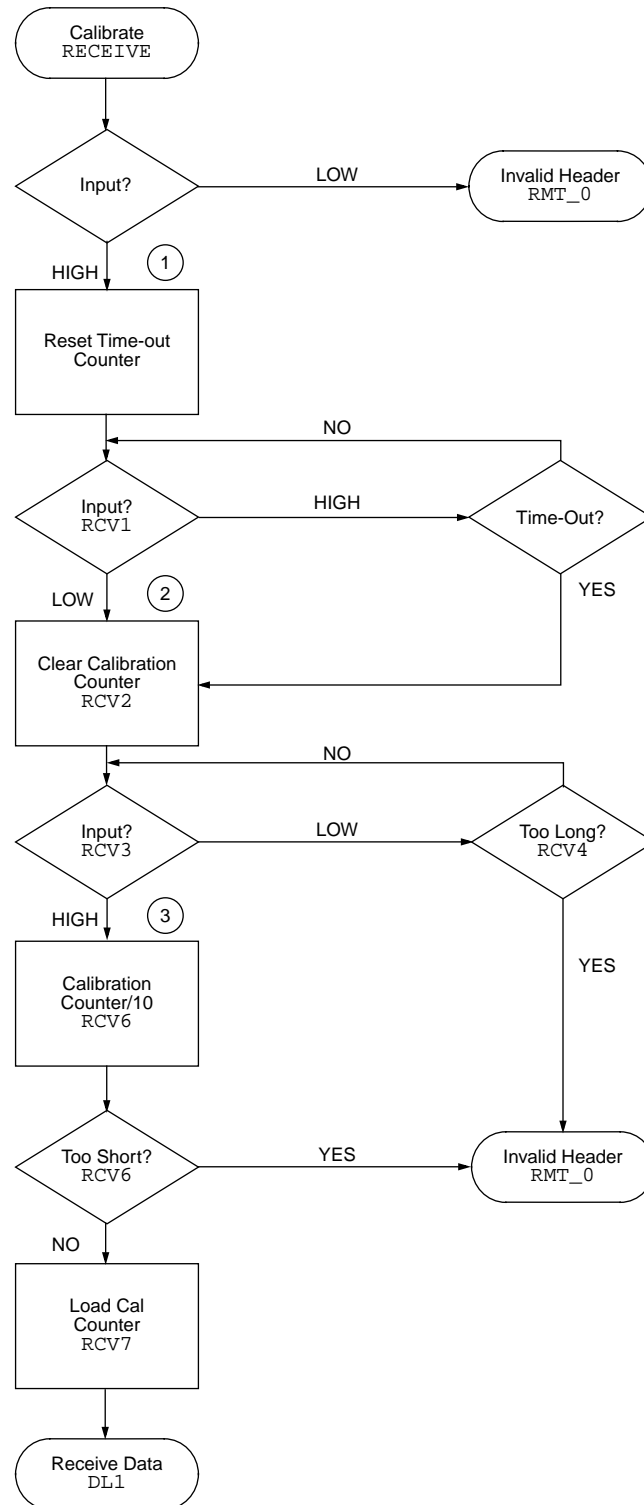 Calibrate
RECEIVE
Input?
LOW
Invalid Header
RMT_0
HIGH
1
Reset Time-out
Counter
NO
Input?
RCV1
HIGH
Time-Out?
LOW
2
YES
Clear Calibration
Counter
RCV2
NO
Input?
RCV3
LOW
Too Long?
RCV4
HIGH
3
YES
Calibration
Counter/10
RCV6
Too Short?
RCV6
YES
Invalid Header
RMT_0
NO
Load Cal
Counter
RCV7
Receive Data
DL1